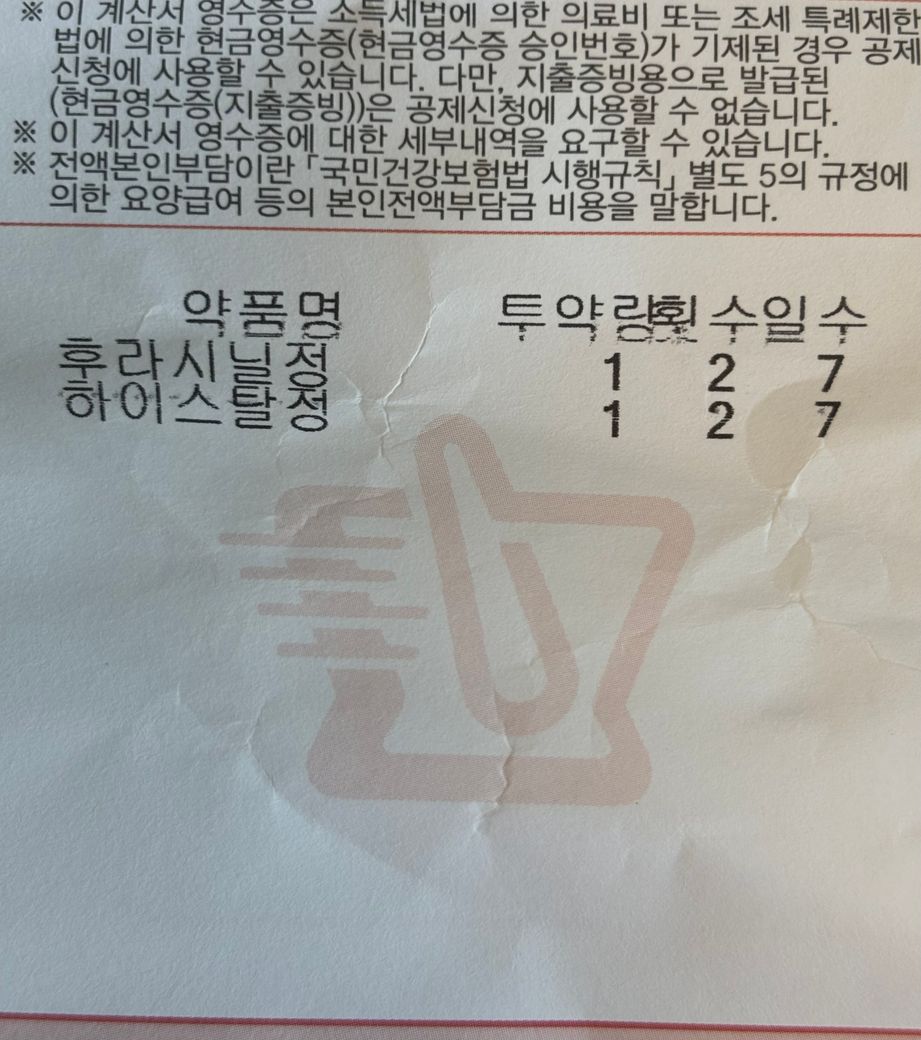 ※ 이 계산서 영수증은 소득세법에 의한 의료비 또는 조세 특례제한
법에 의한 현금영수증(현금영수증 승인번호)가 기제된 경우 공제
신청에 사용할 수 있습니다. 다만, 지출증빙용으로 발급된
(현금영수증(지출증빙))은 공제신청에 사용할 수 없습니다.
※ 이 계산서 영수증에 대한 세부내역을 요구할 수 있습니다.
※ 전액본인부담이란 「국민건강보험법 시행규칙」 별도 5의 규정에
의한 요양급여 등의 본인전액부담금 비용을 말합니다.
약품명 투약량횟수일수
후라시닐정 1 2 7
하이스탈정 1 2 7